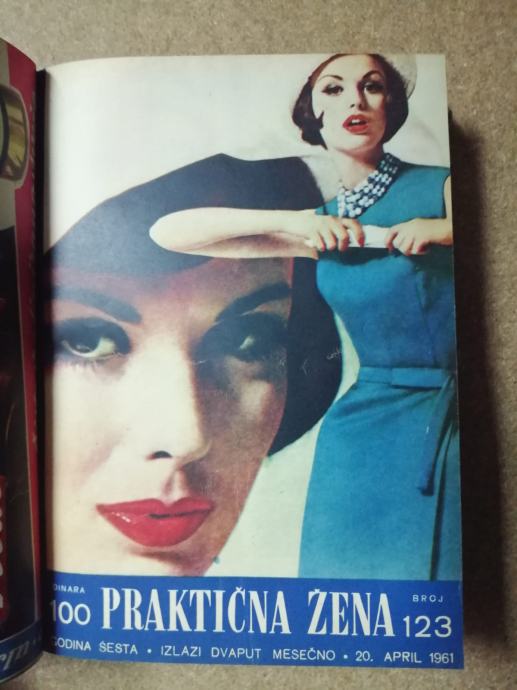 DINARA
100 PRAKTIČNA ŽENA
BROJ
123
GODINA ŠESTA • IZLAZI DVAPUT MESEČNO • 20. APRIL 1961